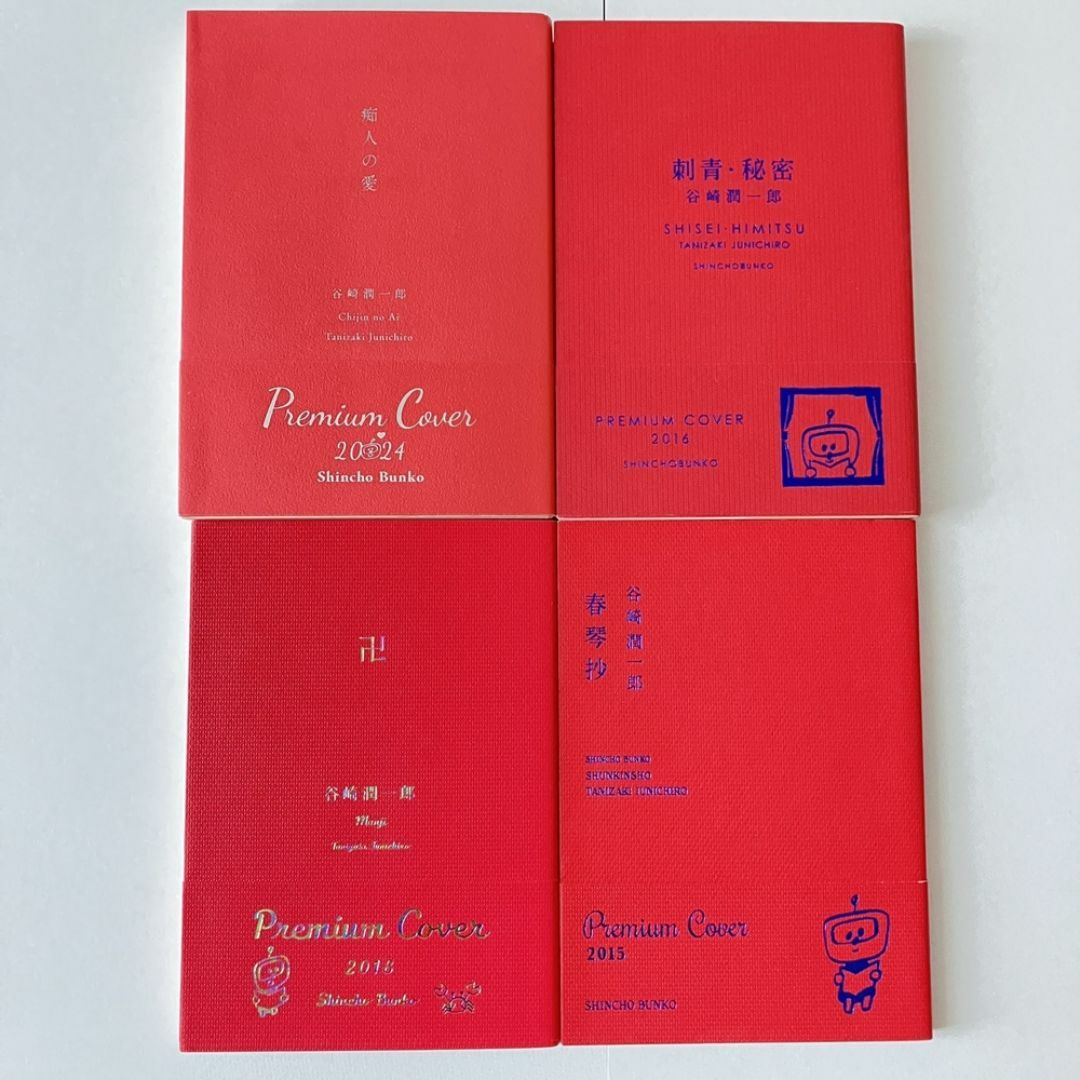 痴人の愛
谷崎潤一郎
Chijin no Ai
Tanizaki Junichiro
Premium Cover
2024
Shincho Bunko
刺青・秘密
谷崎潤一郎
SHISEI・HIMITSU
TANIZAKI JUNICHIRO
SHINCHOBUNKO
PREMIUM COVER
2016
SHINCHOBUNKO
卍
谷崎潤一郎
Manji
Tanizaki Junichiro
Premium Cover
2018
Shincho Bunko
谷崎潤一郎
春琴抄
SHINCHO BUNKO
SHUNKINSHO
TANIZAKI JUNICHIRO
Premium Cover
2015
SHINCHO BUNKO